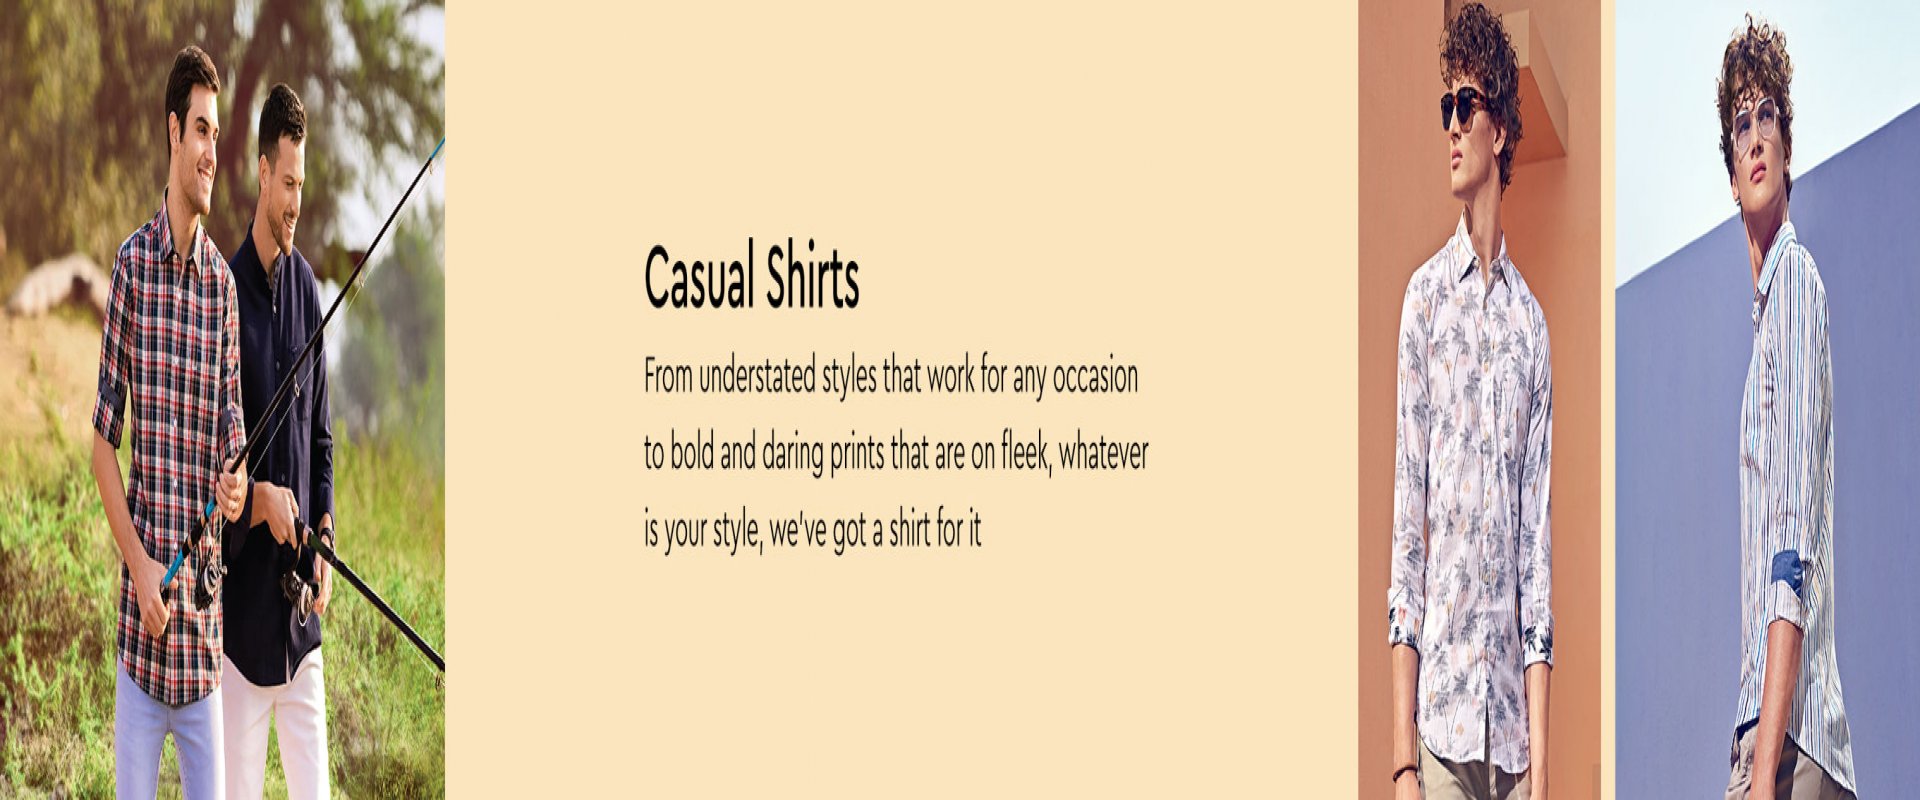 Casual Shirts
From understated styles that work for any occasion
to bold and daring prints that are on fleek, whatever
is your style, we've got a shirt for it